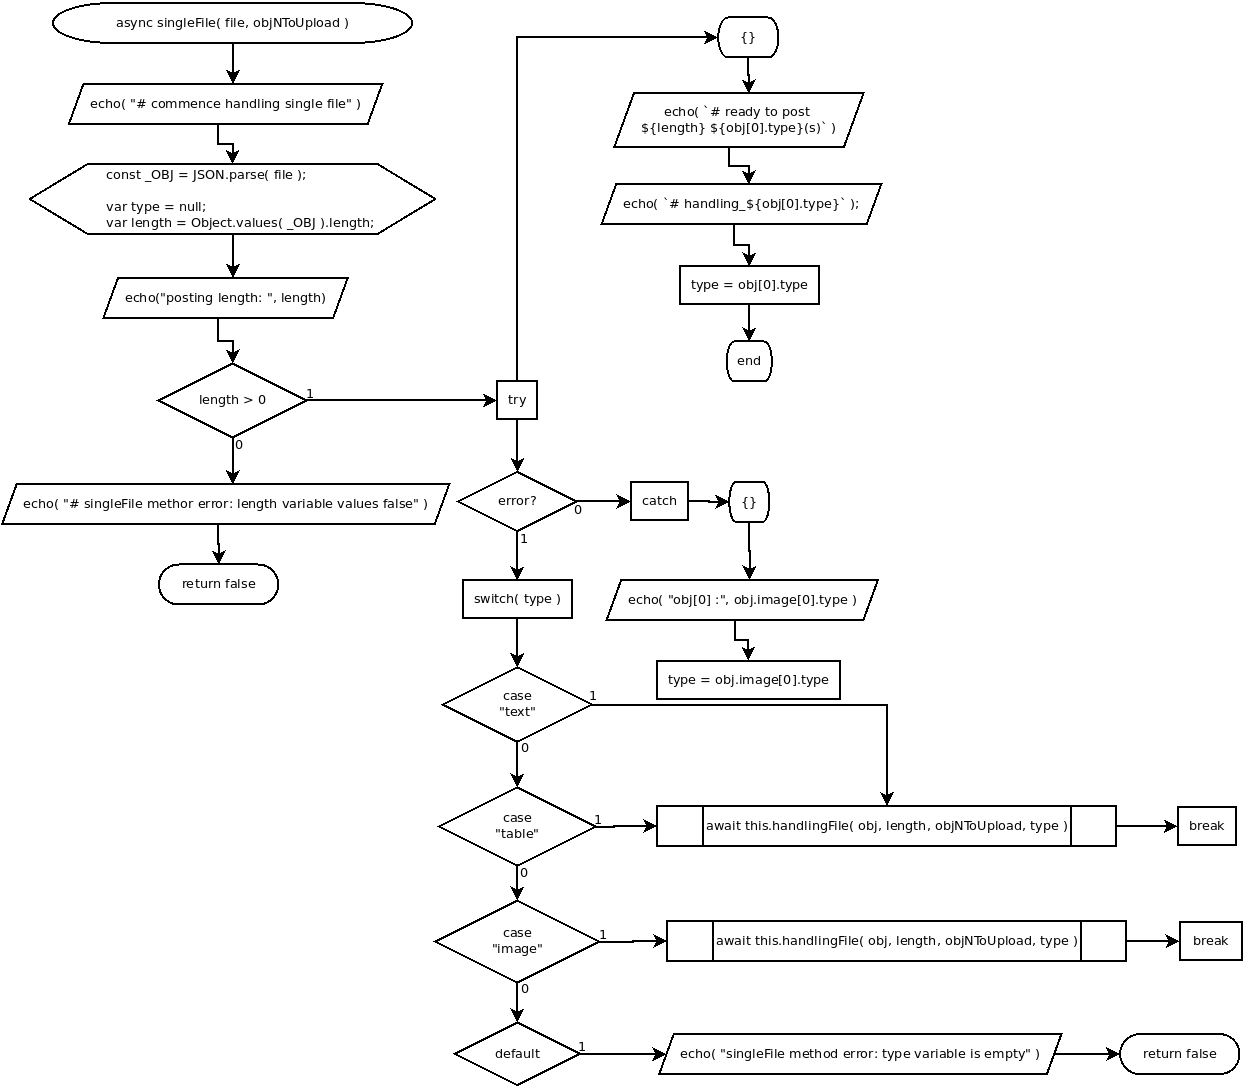 async singleFile( file, objNToUpload )
echo( "# commence handling single file" )
const _OBJ = JSON.parse( file );
var type = null;
var length = Object.values( _OBJ ).length;
echo("posting length: ", length)
length > 0
1
0
echo( "# singleFile methor error: length variable values false" )
return false
try
{}
echo( `# ready to post
${length} ${obj[0].type}(s)` )
echo( `# handling_${obj[0].type}` );
type = obj[0].type
end
error?
0
1
catch
{}
echo( "obj[0] :", obj.image[0].type )
type = obj.image[0].type
switch( type )
case
"text"
1
0
case
"table"
1
0
await this.handlingFile( obj, length, objNToUpload, type )
break
case
"image"
1
0
await this.handlingFile( obj, length, objNToUpload, type )
break
default
1
echo( "singleFile method error: type variable is empty" )
return false